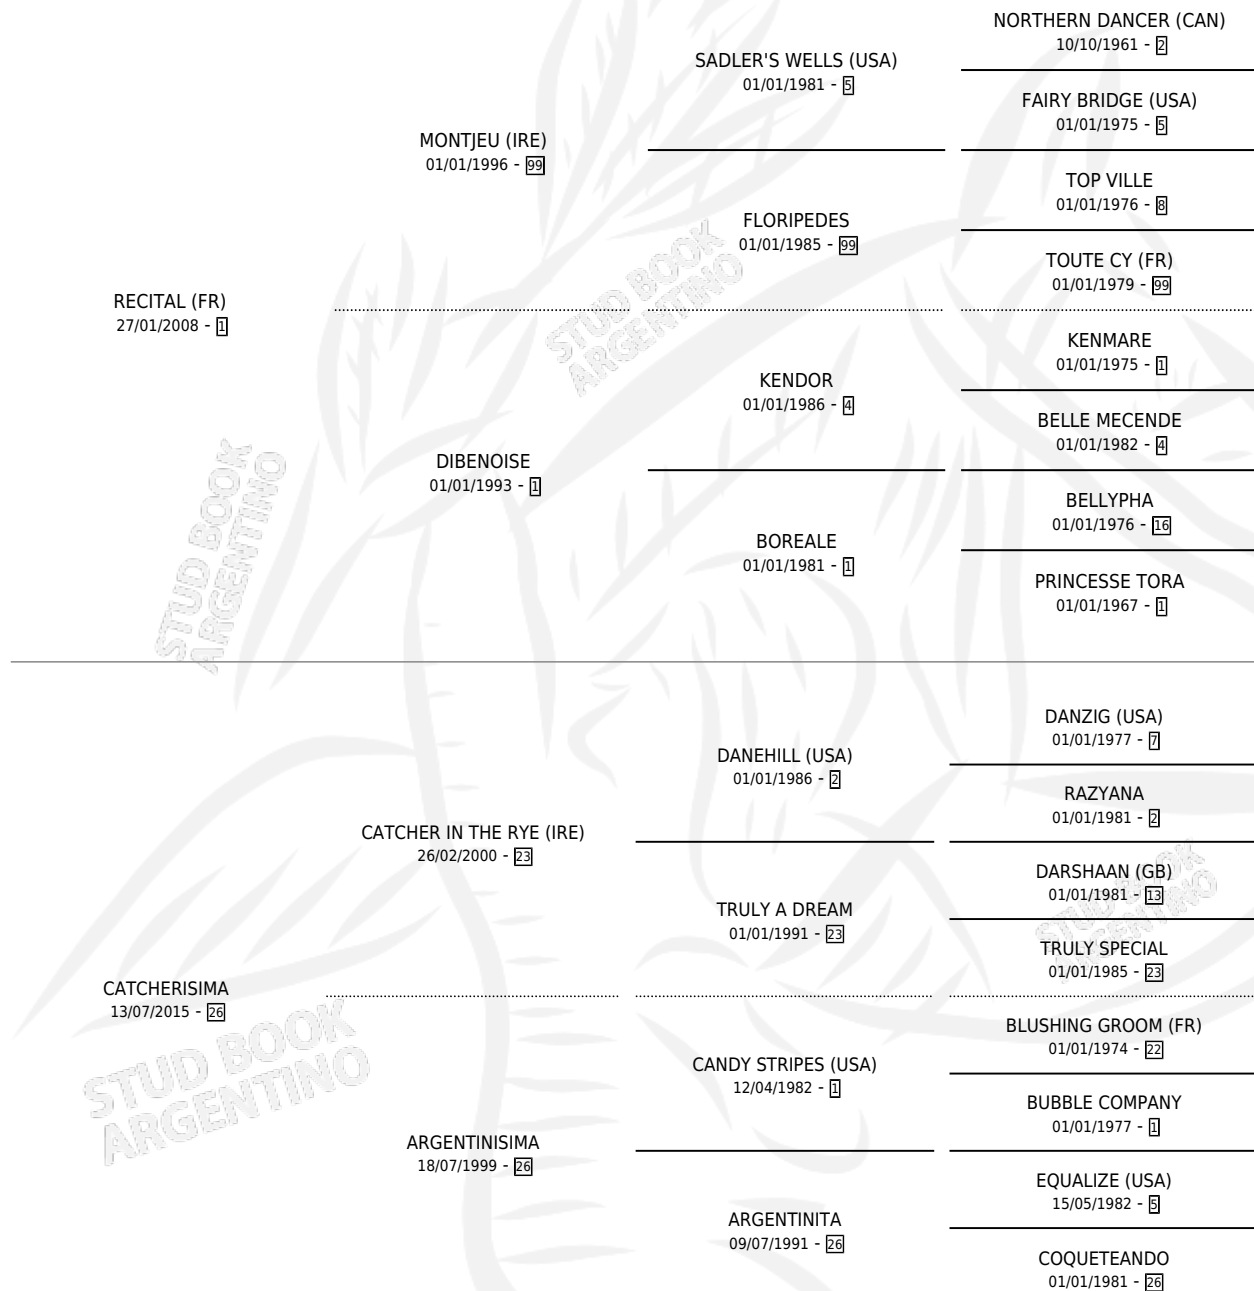 NORTHERN DANCER (CAN)
10/10/1961 - 2
SADLER'S WELLS (USA)
01/01/1981 - 5
FAIRY BRIDGE (USA)
01/01/1975 - 5
MONTJEU (IRE)
01/01/1996 - 99
TOP VILLE
01/01/1976 - 8
FLORIPEDES
01/01/1985 - 99
TOUTE CY (FR)
01/01/1979 - 99
RECITAL (FR)
27/01/2008 - 1
KENMARE
01/01/1975 - 1
KENDOR
01/01/1986 - 4
BELLE MECENDE
01/01/1982 - 4
DIBENOISE
01/01/1993 - 1
BELLYPHA
01/01/1976 - 16
BOREALE
01/01/1981 - 1
PRINCESSE TORA
01/01/1967 - 1
STUD BOOK
ARGENTINO
STUD BOOK
ARGENTINO
DANZIG (USA)
01/01/1977 - 7
DANEHILL (USA)
01/01/1986 - 2
RAZYANA
01/01/1981 - 2
CATCHER IN THE RYE (IRE)
26/02/2000 - 23
DARSHAAN (GB)
01/01/1981 - 13
TRULY A DREAM
01/01/1991 - 23
TRULY SPECIAL
01/01/1985 - 23
CATCHERISIMA
13/07/2015 - 26
BLUSHING GROOM (FR)
01/01/1974 - 22
CANDY STRIPES (USA)
12/04/1982 - 1
BUBBLE COMPANY
01/01/1977 - 1
ARGENTINISIMA
18/07/1999 - 26
EQUALIZE (USA)
15/05/1982 - 5
ARGENTINITA
09/07/1991 - 26
COQUETEANDO
01/01/1981 - 26
STUD BOOK
ARGENTINO
STUD BOOK
ARGENTINO